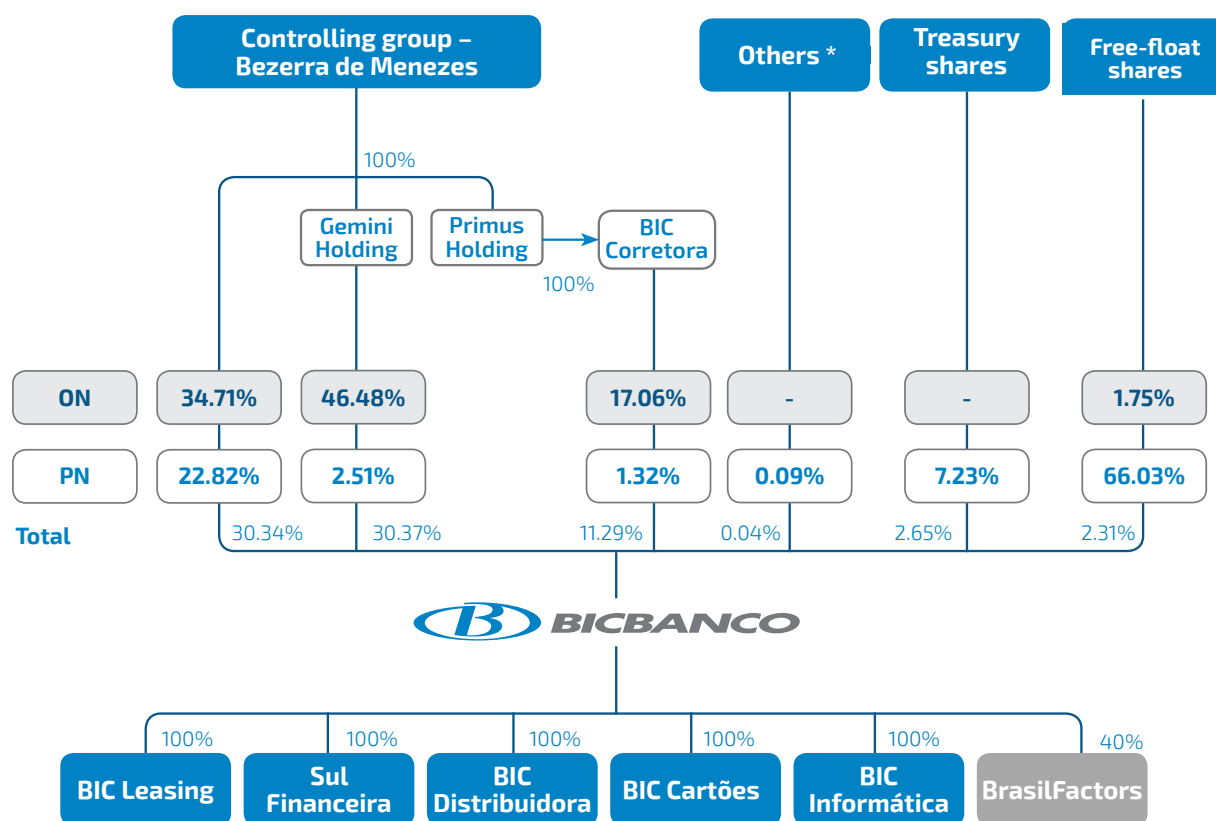 Controlling group –
Bezerra de Menezes
Others *
Treasury
shares
Free-float
shares
100%
Gemini
Holding
Primus
Holding
BIC
Corretora
100%
ON
34.71%
46.48%
17.06%
-
-
1.75%
PN
22.82%
2.51%
1.32%
0.09%
7.23%
66.03%
Total
30.34%
30.37%
11.29%
0.04%
2.65%
2.31%
B BICBANCO
100%
100%
100%
100%
100%
40%
BIC Leasing
Sul
Financeira
BIC
Distribuidora
BIC Cartões
BIC
Informática
BrasilFactors